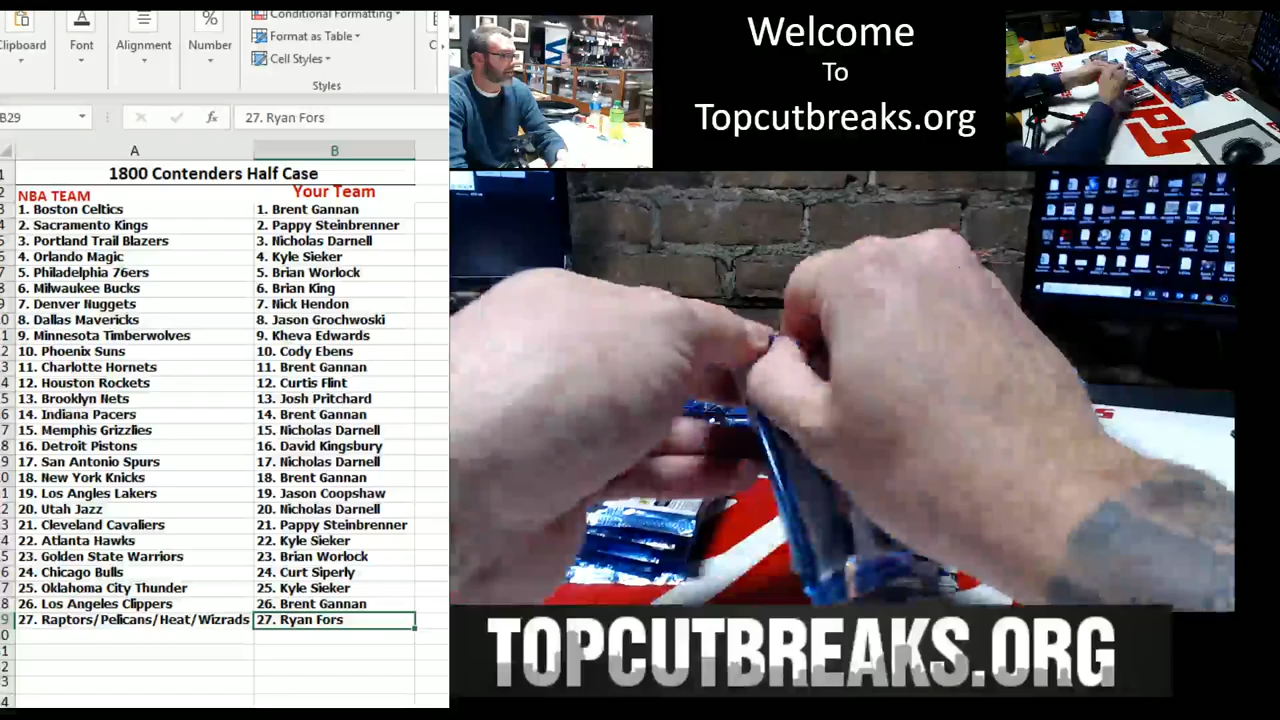 Conditional Formatting
Format as Table
Cell Styles
Clipboard
Font
Alignment
Number
Styles
B29
fx
27. Ryan Fors
A
B
1800 Contenders Half Case
NBA TEAM
Your Team
1. Boston Celtics
1. Brent Gannan
2. Sacramento Kings
2. Pappy Steinbrenner
3. Portland Trail Blazers
3. Nicholas Darnell
4. Orlando Magic
4. Kyle Sieker
5. Philadelphia 76ers
5. Brian Worlock
6. Milwaukee Bucks
6. Brian King
7. Denver Nuggets
7. Nick Hendon
8. Dallas Mavericks
8. Jason Grochwoski
9. Minnesota Timberwolves
9. Kheva Edwards
10. Phoenix Suns
10. Cody Ebens
11. Charlotte Hornets
11. Brent Gannan
12. Houston Rockets
12. Curtis Flint
13. Brooklyn Nets
13. Josh Pritchard
14. Indiana Pacers
14. Brent Gannan
15. Memphis Grizzlies
15. Nicholas Darnell
16. Detroit Pistons
16. David Kingsbury
17. San Antonio Spurs
17. Nicholas Darnell
18. New York Knicks
18. Brent Gannan
19. Los Angles Lakers
19. Jason Coopshaw
20. Utah Jazz
20. Nicholas Darnell
21. Cleveland Cavaliers
21. Pappy Steinbrenner
22. Atlanta Hawks
22. Kyle Sieker
23. Golden State Warriors
23. Brian Worlock
24. Chicago Bulls
24. Curt Siperly
25. Oklahoma City Thunder
25. Kyle Sieker
26. Los Angeles Clippers
26. Brent Gannan
27. Raptors/Pelicans/Heat/Wizrads
27. Ryan Fors
Welcome
To
Topcutbreaks.org
TOPCUTBREAKS.ORG